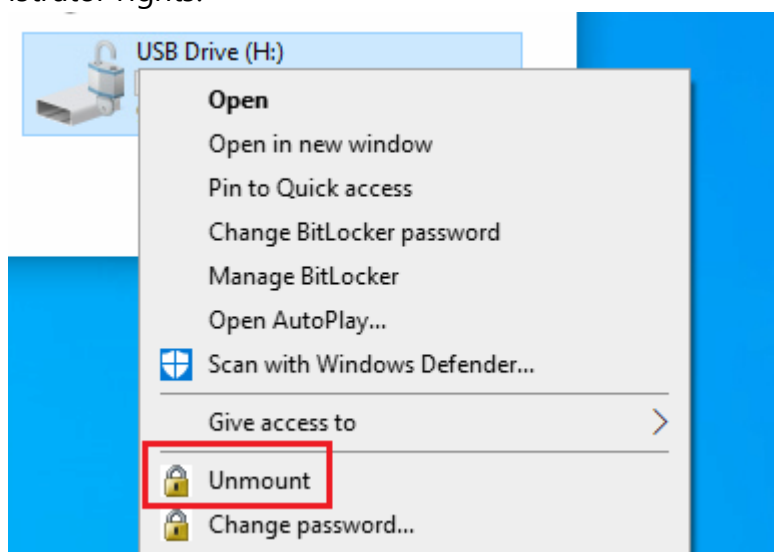 USB Drive (H:)
Open
Open in new window
Pin to Quick access
Change BitLocker password
Manage BitLocker
Open AutoPlay...
Scan with Windows Defender...
Give access to
Unmount
Change password...